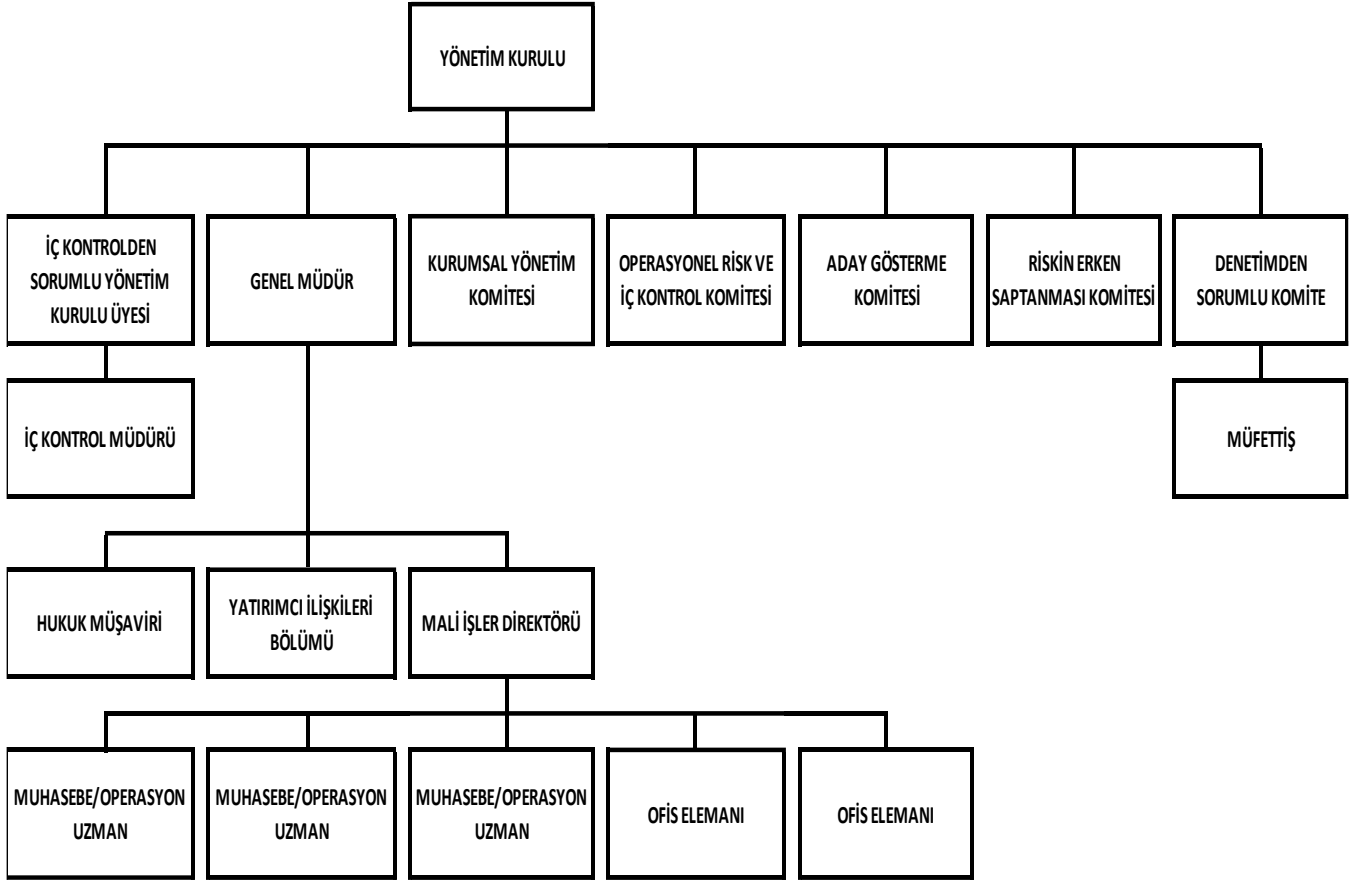 YÖNETİM KURULU
İÇ KONTROLDEN
SORUMLU YÖNETİM
KURULU ÜYESİ
GENEL MÜDÜR
KURUMSAL YÖNETİM
KOMİTESİ
OPERASYONEL RİSK VE
İÇ KONTROL KOMİTESİ
ADAY GÖSTERME
KOMİTESİ
RİSKİN ERKEN
SAPTANMASI KOMİTESİ
DENETİMDEN
SORUMLU KOMİTE
İÇ KONTROL MÜDÜRÜ
MÜFETTİŞ
HUKUK MÜŞAVİRİ
YATIRIMCI İLİŞKİLERİ
BÖLÜMÜ
MALİ İŞLER DİREKTÖRÜ
MUHASEBE/OPERASYON
UZMAN
MUHASEBE/OPERASYON
UZMAN
MUHASEBE/OPERASYON
UZMAN
OFİS ELEMANI
OFİS ELEMANI